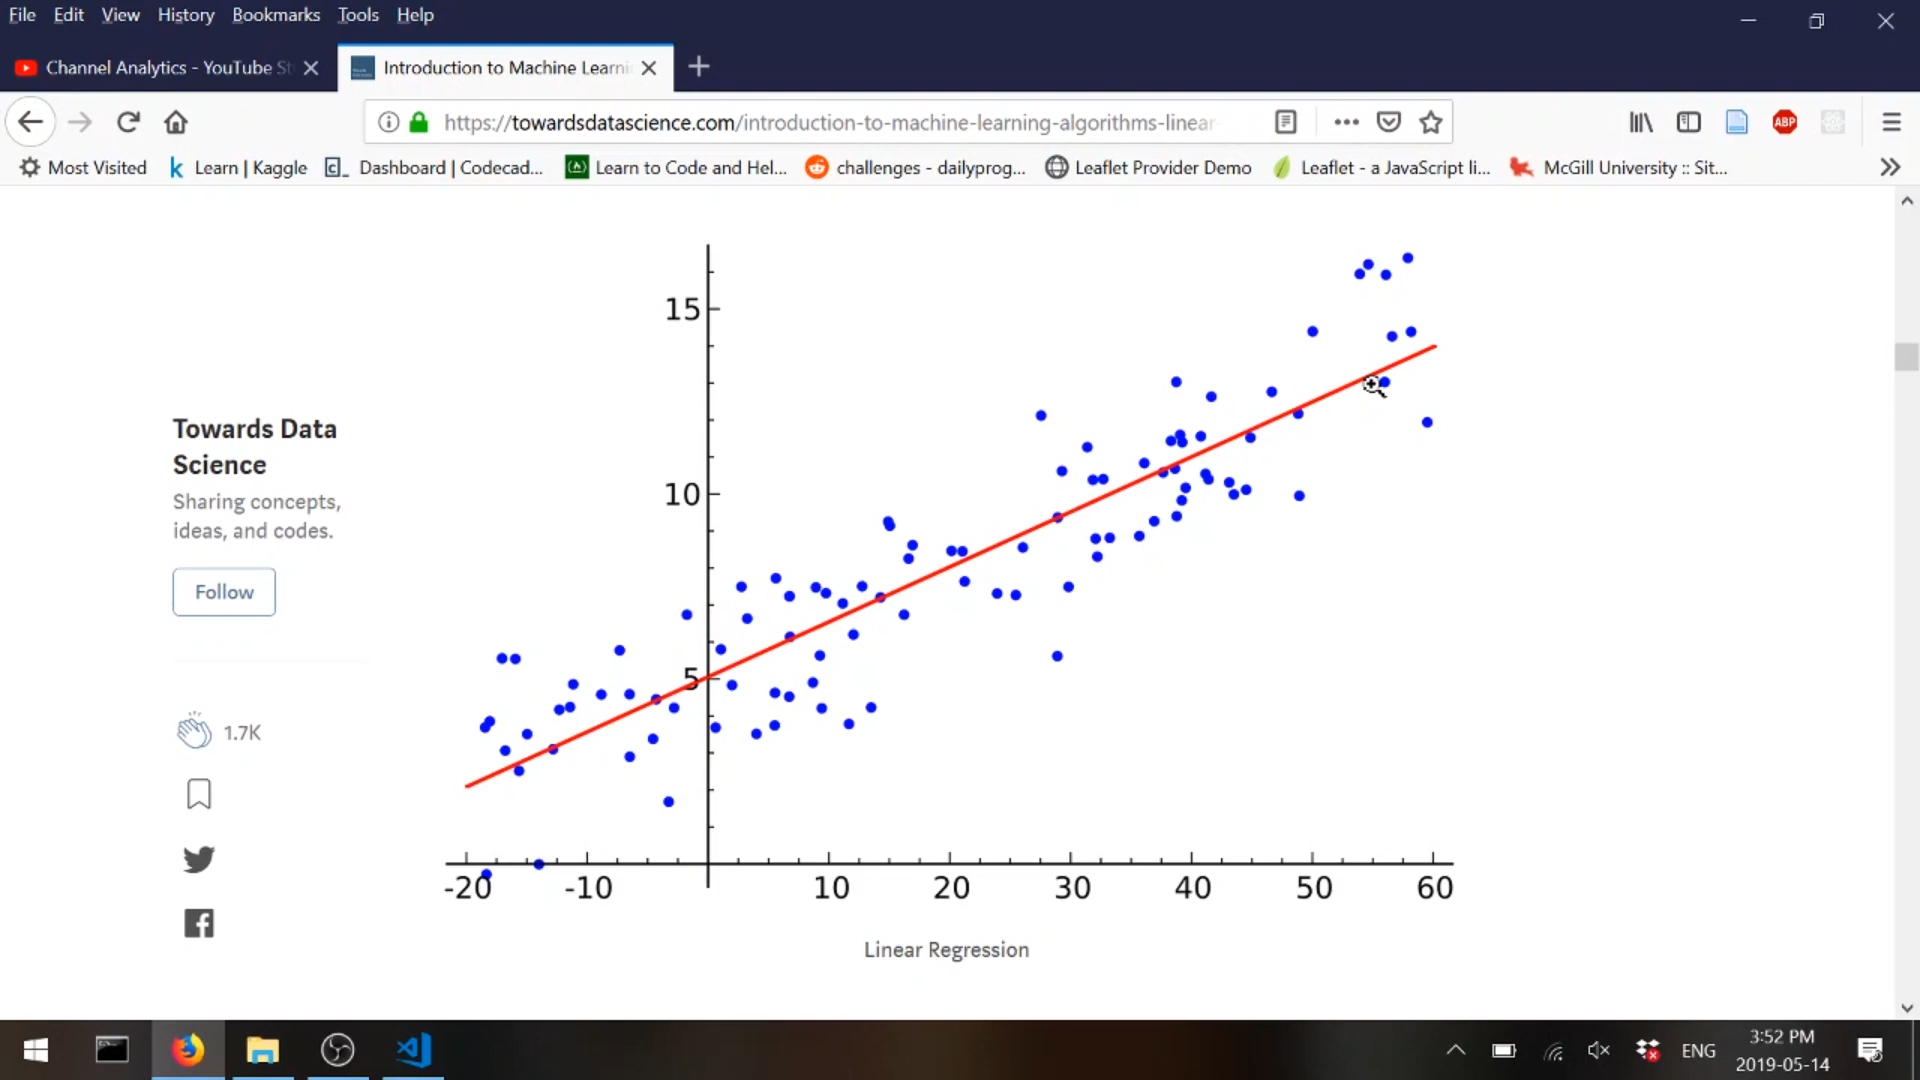 File Edit View History Bookmarks Tools Help
Channel Analytics - YouTube St
Introduction to Machine Learni
https://towardsdatascience.com/introduction-to-machine-learning-algorithms-linear-
Most Visited
Learn | Kaggle
Dashboard | Codecad...
Learn to Code and Hel...
challenges - dailyprog...
Leaflet Provider Demo
Leaflet - a JavaScript li...
McGill University :: Sit...
ABP
Towards Data
Science
Sharing concepts,
ideas, and codes.
Follow
1.7K
15
10
5
-20 -10 10 20 30 40 50 60
Linear Regression
ENG
3:52 PM
2019-05-14